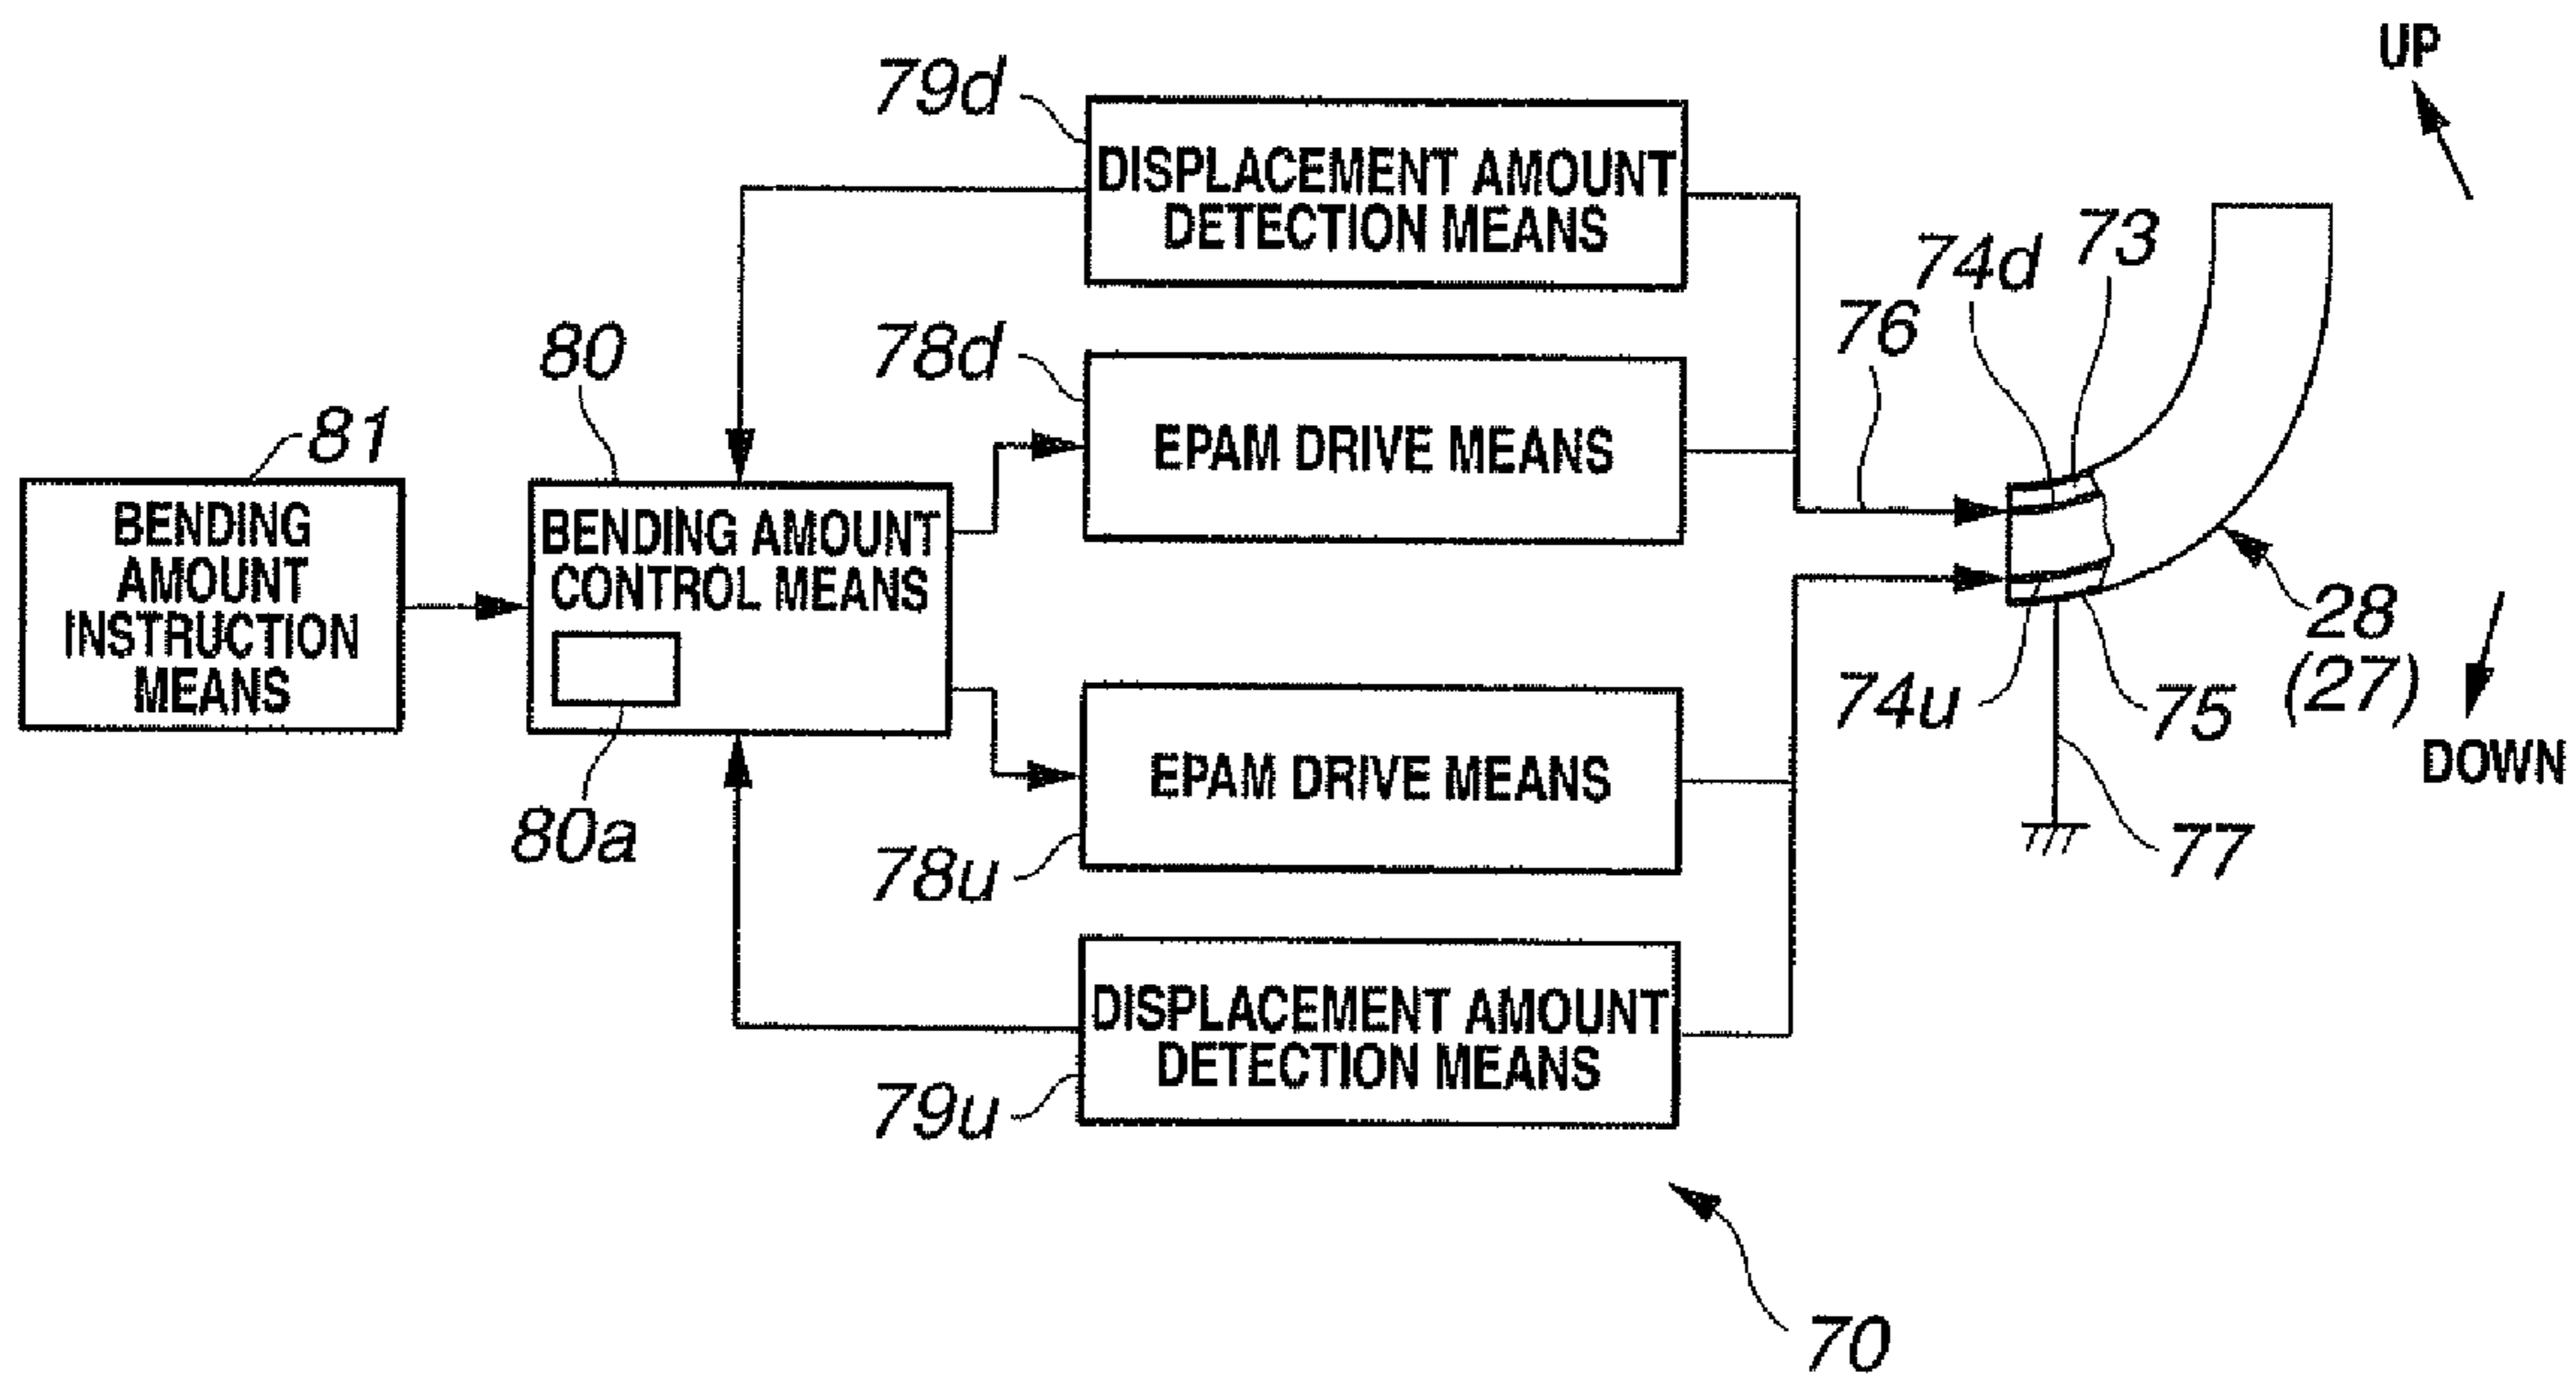 UP
79d
DISPLACEMENT AMOUNT
DETECTION MEANS
74d
73
76
80
78d
EPAM DRIVE MEANS
81
BENDING
AMOUNT
INSTRUCTION
MEANS
BENDING AMOUNT
CONTROL MEANS
80a
28
(27)
74u
75
DOWN
EPAM DRIVE MEANS
78u
77
DISPLACEMENT AMOUNT
DETECTION MEANS
79u
70